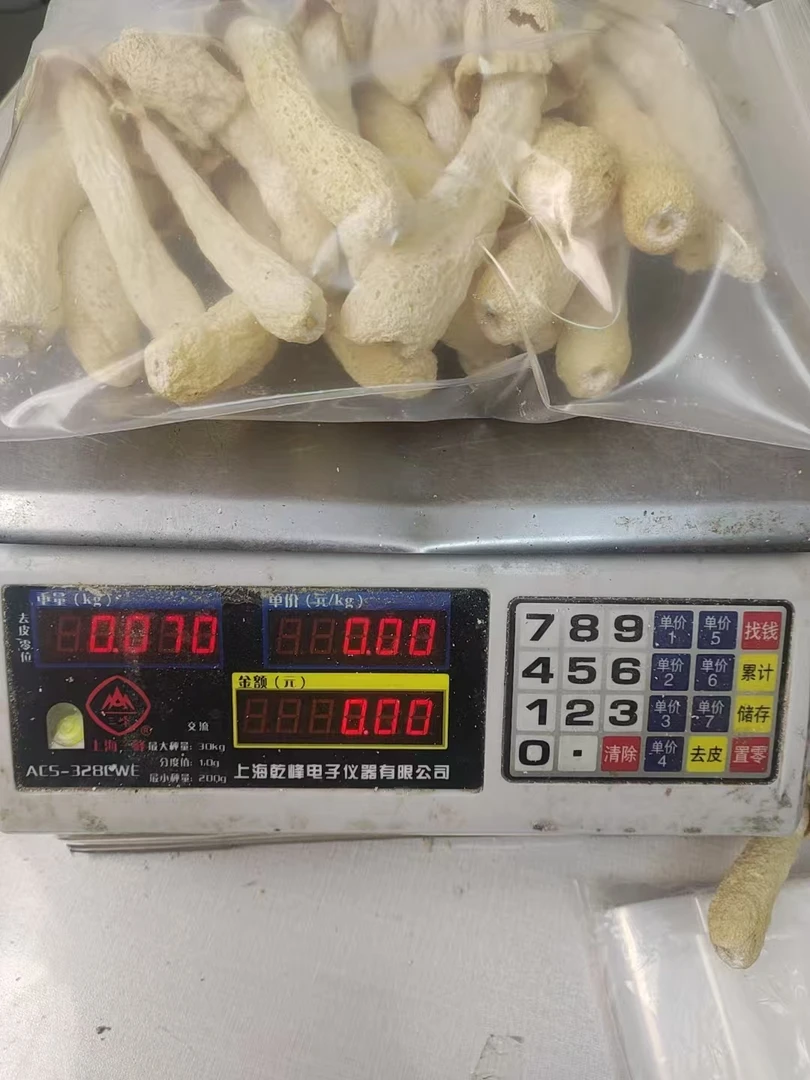 重量(kg)
单价(元/kg)
去皮 零位
0.070
0.00
金额(元)
0.00
交流
上海
最大秤量: 30kg
分度值: 1.0g
最小秤量: 200g
ACS-3280WE
上海乾峰电子仪器有限公司
7 8 9 单价1 单价5 找钱
4 5 6 单价2 单价6 累计
1 2 3 单价3 单价7 储存
0 · 清除 单价4 去皮 置零